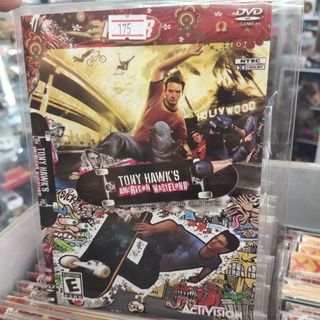 175
DVD
NTSC
HOLLYWOOD
TONY HAWK'S
AMERICAN WASTELAND
TONY HAWK'S
AMERICAN WASTELAND
E
ACTIVISION